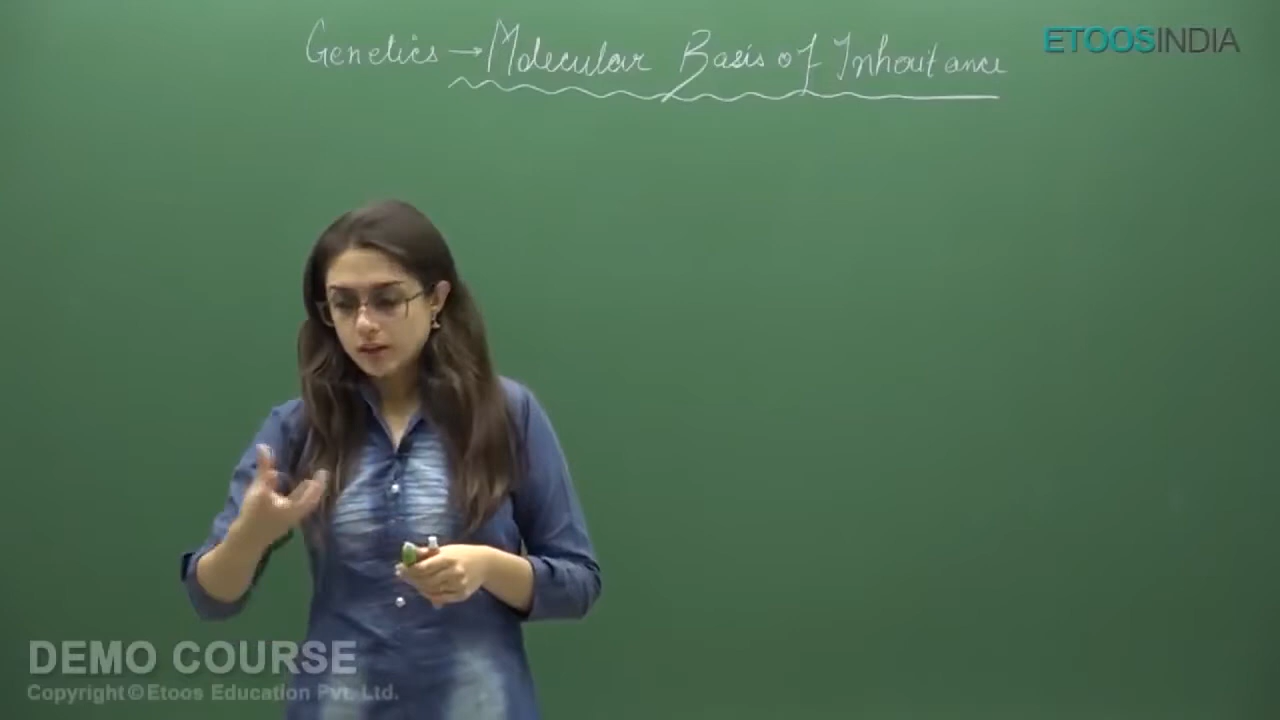 Genetics → Molecular Basis of Inheritance
ETOOSINDIA
DEMO COURSE
Copyright©Etoos Education Pvt. Ltd.